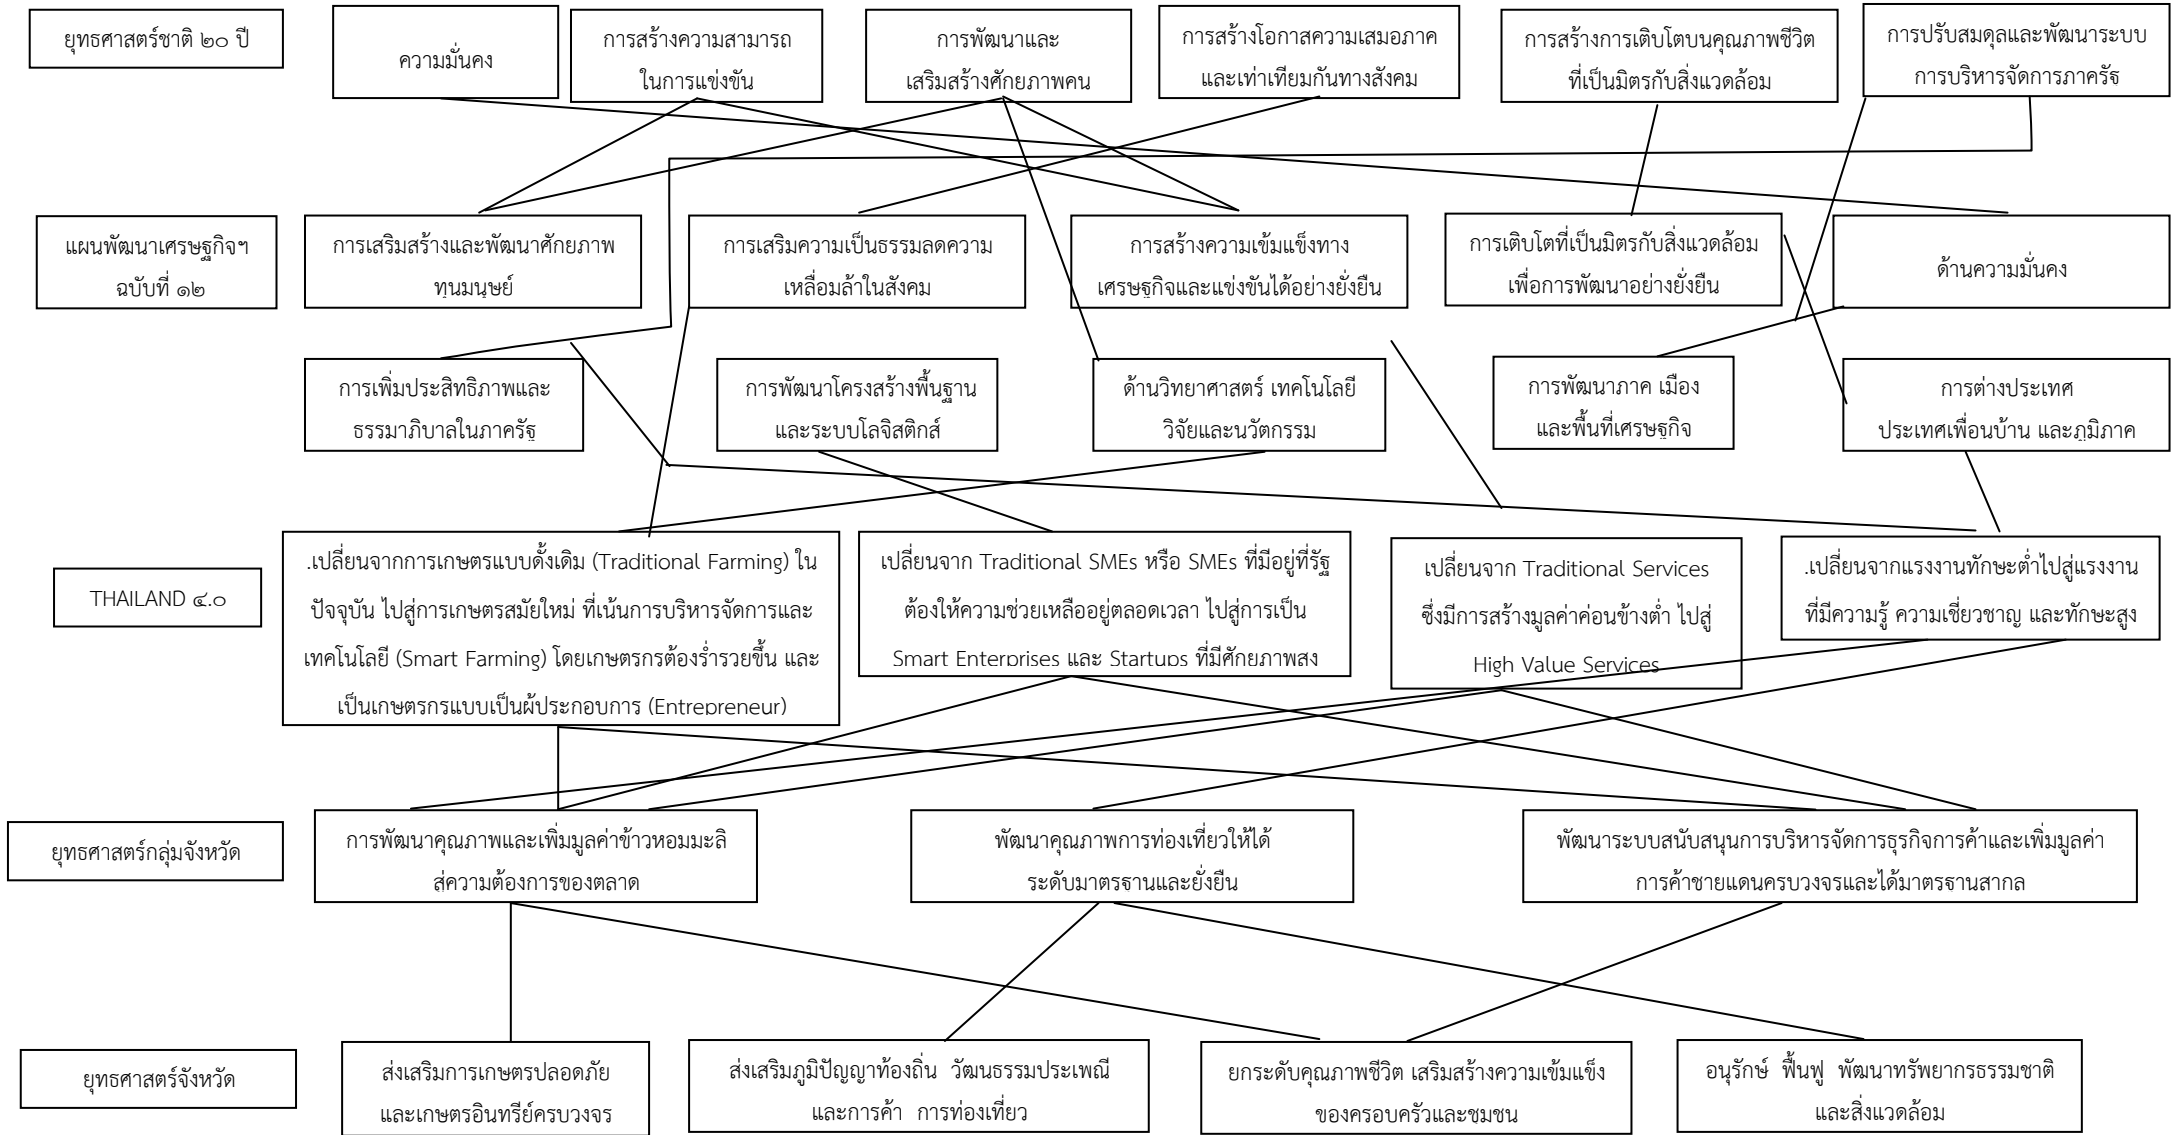 ยุทธศาสตร์ชาติ ๒๐ ปี
ความมั่นคง
การสร้างความสามารถ
ในการแข่งขัน
การพัฒนาและ
เสริมสร้างศักยภาพคน
การสร้างโอกาสความเสมอภาค
และเท่าเทียมกันทางสังคม
การสร้างการเติบโตบนคุณภาพชีวิต
ที่เป็นมิตรกับสิ่งแวดล้อม
การปรับสมดุลและพัฒนาระบบ
การบริหารจัดการภาครัฐ
แผนพัฒนาเศรษฐกิจฯ
ฉบับที่ ๑๒
การเสริมสร้างและพัฒนาศักยภาพ
ทุนมนุษย์
การเสริมความเป็นธรรมลดความ
เหลื่อมล้ำในสังคม
การสร้างความเข้มแข็งทาง
เศรษฐกิจและแข่งขันได้อย่างยั่งยืน
การเติบโตที่เป็นมิตรกับสิ่งแวดล้อม
เพื่อการพัฒนาอย่างยั่งยืน
ด้านความมั่นคง
การเพิ่มประสิทธิภาพและ
ธรรมาภิบาลในภาครัฐ
การพัฒนาโครงสร้างพื้นฐาน
และระบบโลจิสติกส์
ด้านวิทยาศาสตร์ เทคโนโลยี
วิจัยและนวัตกรรม
การพัฒนาภาค เมือง
และพื้นที่เศรษฐกิจ
การต่างประเทศ
ประเทศเพื่อนบ้าน และภูมิภาค
THAILAND ๔.๐
.เปลี่ยนจากการเกษตรแบบดั้งเดิม (Traditional Farming) ใน
ปัจจุบัน ไปสู่การเกษตรสมัยใหม่ ที่เน้นการบริหารจัดการและ
เทคโนโลยี (Smart Farming) โดยเกษตรกรต้องร่ำรวยขึ้น และ
เป็นเกษตรกรแบบเป็นผู้ประกอบการ (Entrepreneur)
เปลี่ยนจาก Traditional SMEs หรือ SMEs ที่มีอยู่ที่รัฐ
ต้องให้ความช่วยเหลืออยู่ตลอดเวลา ไปสู่การเป็น
Smart Enterprises และ Startups ที่มีศักยภาพสูง
เปลี่ยนจาก Traditional Services
ซึ่งมีการสร้างมูลค่าค่อนข้างต่ำ ไปสู่
High Value Services
.เปลี่ยนจากแรงงานทักษะต่ำไปสู่แรงงาน
ที่มีความรู้ ความเชี่ยวชาญ และทักษะสูง
ยุทธศาสตร์กลุ่มจังหวัด
การพัฒนาคุณภาพและเพิ่มมูลค่าข้าวหอมมะลิ
สู่ความต้องการของตลาด
พัฒนาคุณภาพการท่องเที่ยวให้ได้
ระดับมาตรฐานและยั่งยืน
พัฒนาระบบสนับสนุนการบริหารจัดการธุรกิจการค้าและเพิ่มมูลค่า
การค้าชายแดนครบวงจรและได้มาตรฐานสากล
ยุทธศาสตร์จังหวัด
ส่งเสริมการเกษตรปลอดภัย
และเกษตรอินทรีย์ครบวงจร
ส่งเสริมภูมิปัญญาท้องถิ่น วัฒนธรรมประเพณี
และการค้า การท่องเที่ยว
ยกระดับคุณภาพชีวิต เสริมสร้างความเข้มแข็ง
ของครอบครัวและชุมชน
อนุรักษ์ ฟื้นฟู พัฒนาทรัพยากรธรรมชาติ
และสิ่งแวดล้อม